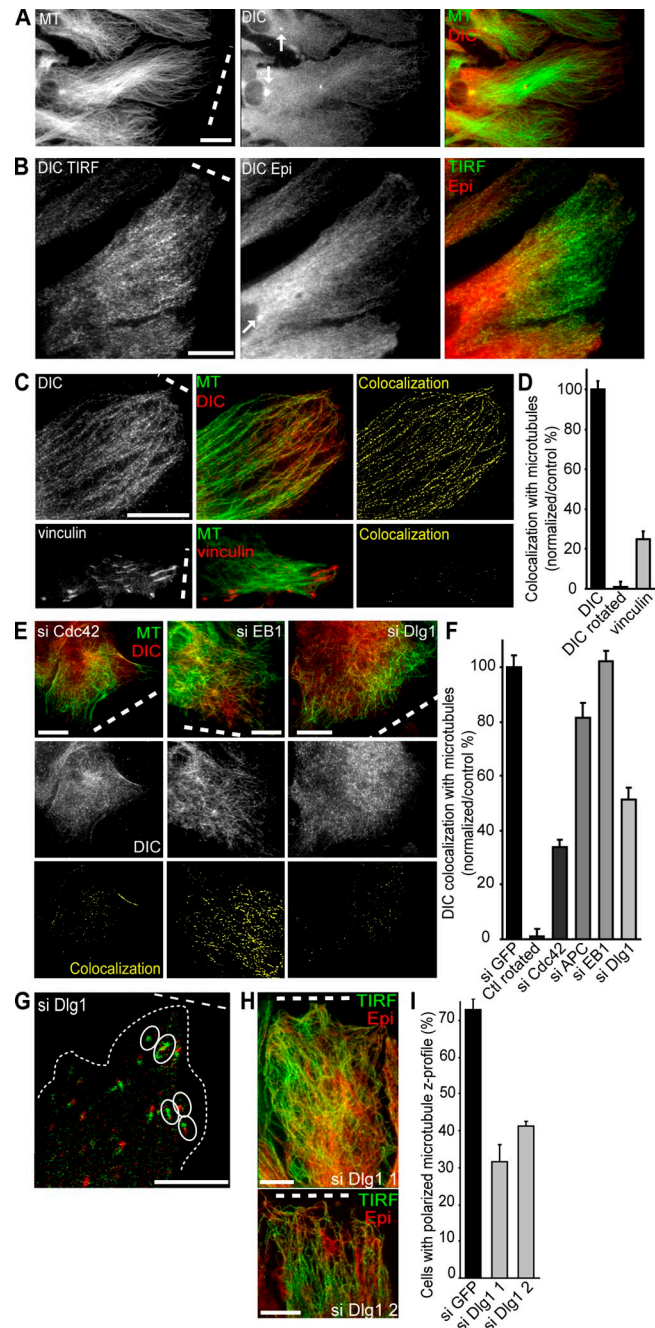 A
MT
DIC
MT
DIC
B
DIC TIRF
DIC Epi
TIRF
Epi
C
DIC
MT
DIC
Colocalization
vinculin
MT
vinculin
Colocalization
D
Colocalization with microtubules
(normalized/control %)
100
80
60
40
20
0
DIC
DIC rotated
vinculin
E
si Cdc42
MT
DIC
si EB1
si Dlg1
DIC
Colocalization
F
DIC colocalization with microtubules
(normalized/control %)
100
80
60
40
20
0
si GFP
Ctl rotated
si Cdc42
si APC
si EB1
si Dlg1
G
si Dlg1
H
TIRF
Epi
si Dlg1 1
TIRF
Epi
si Dlg1 2
I
Cells with polarized microtubule z-profile (%)
70
60
50
40
30
20
10
0
si GFP
si Dlg1 1
si Dlg1 2